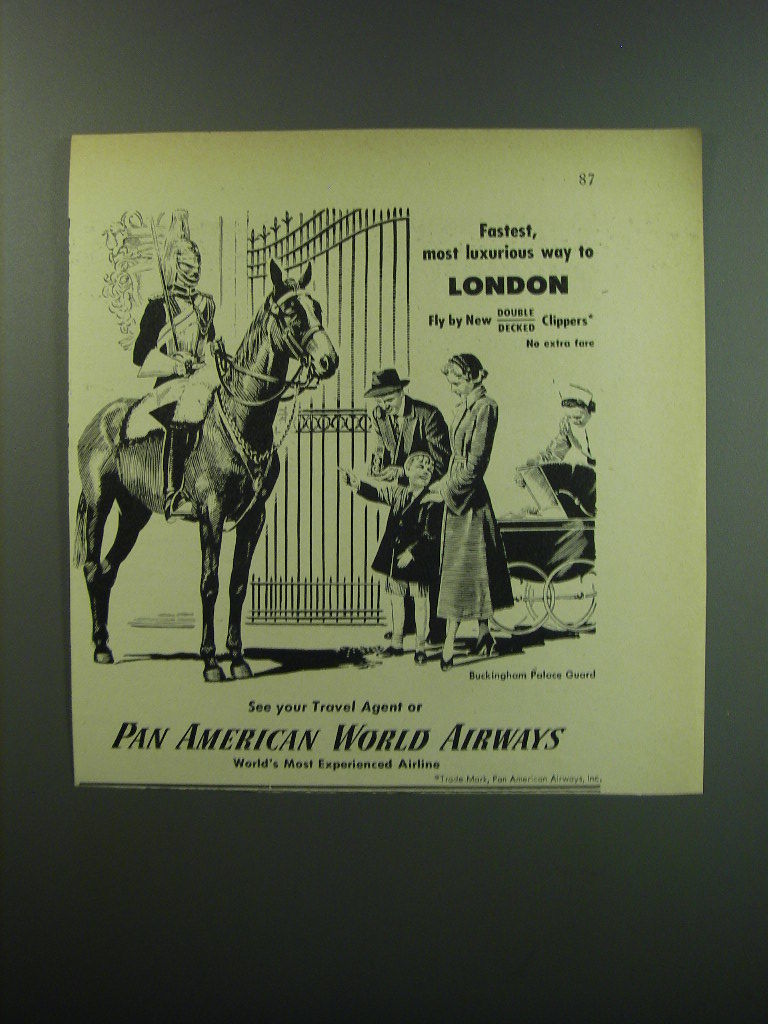 87
Fastest,
most luxurious way to
LONDON
Fly by New DOUBLE DECKED Clippers*
No extra fare
Buckingham Palace Guard
See your Travel Agent or
PAN AMERICAN WORLD AIRWAYS
World's Most Experienced Airline
*Trade Mark, Pan American Airways, Inc.